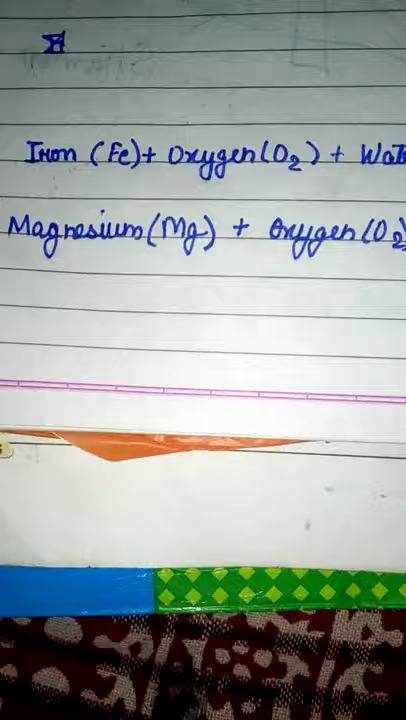 Iron (Fe) + Oxygen (O₂) + Wat
Magnesium (Mg) + Oxygen (O₂)